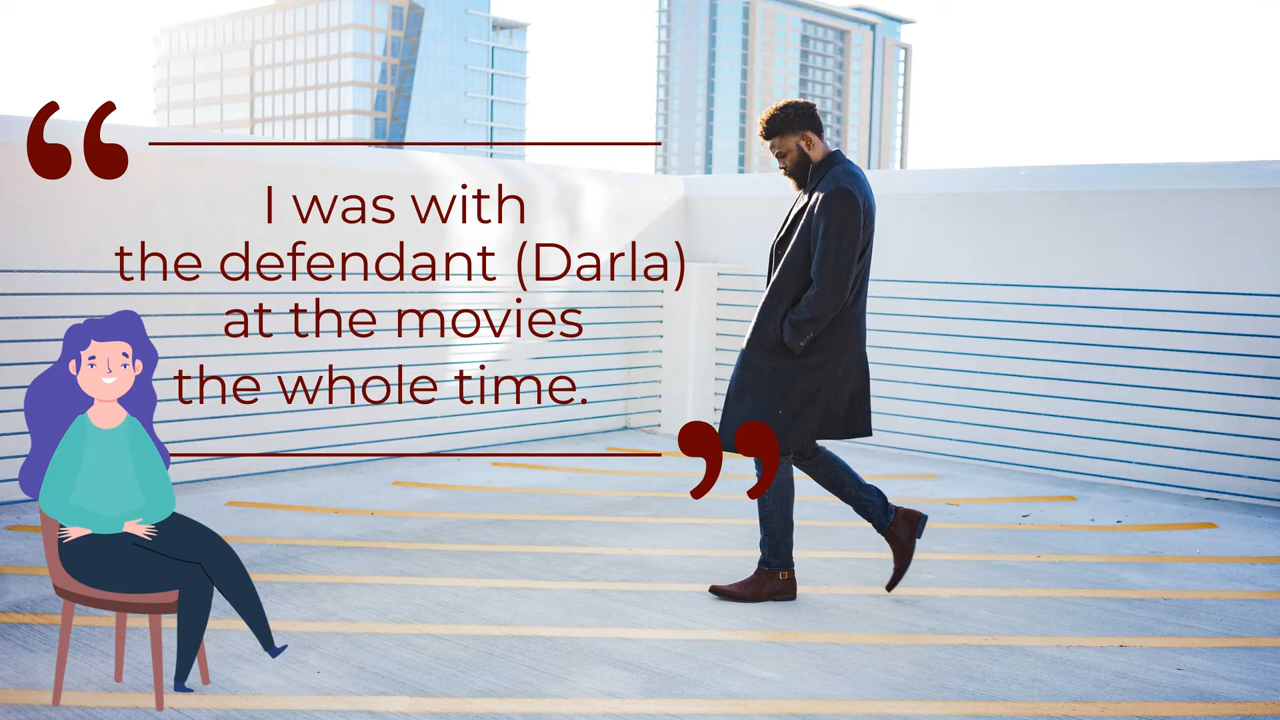 “
I was with
the defendant (Darla)
at the movies
the whole time.
”